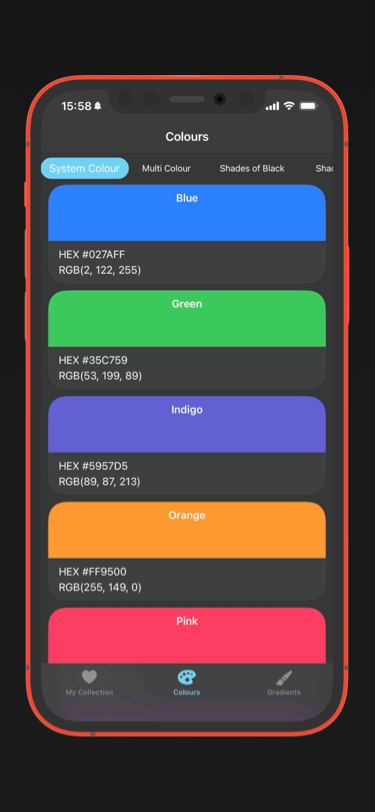 15:58
Colours
System Colour
Multi Colour
Shades of Black
Shac
Blue
HEX #027AFF
RGB(2, 122, 255)
Green
HEX #35C759
RGB(53, 199, 89)
Indigo
HEX #5957D5
RGB(89, 87, 213)
Orange
HEX #FF9500
RGB(255, 149, 0)
Pink
My Collection
Colours
Gradients